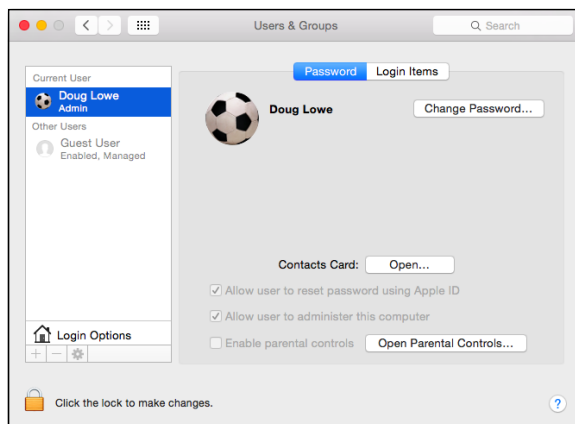 Users & Groups
Search
Password
Login Items
Current User
Doug Lowe
Admin
Other Users
Guest User
Enabled, Managed
Doug Lowe
Change Password...
Contacts Card:
Open...
Allow user to reset password using Apple ID
Allow user to administer this computer
Enable parental controls
Open Parental Controls...
Login Options
+ −
Click the lock to make changes.
?